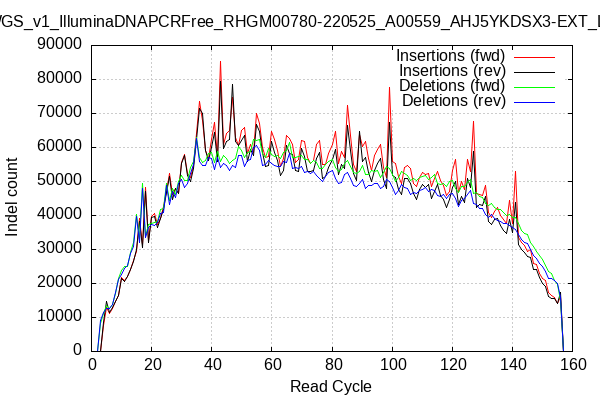 WGS_v1_IlluminaDNAPCRFree_RHGM00780-220525_A00559_AHJ5YKDSX3-EXT_
Insertions (fwd)
Insertions (rev)
Deletions (fwd)
Deletions (rev)
90000
80000
70000
60000
50000
40000
30000
20000
10000
0
Indel count
0 20 40 60 80 100 120 140 160
Read Cycle